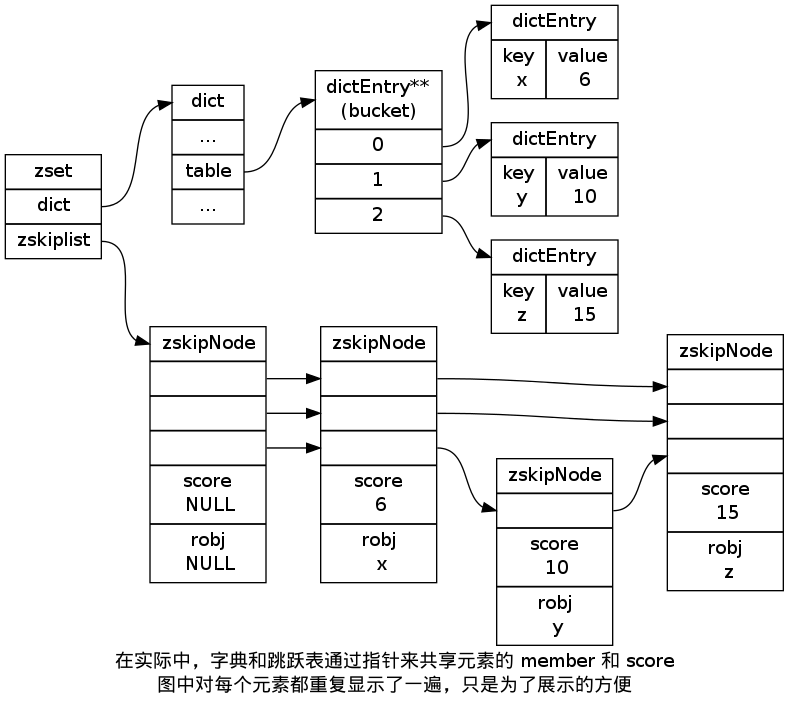 zset
dict
zskiplist
dict
...
table
...
dictEntry**
(bucket)
0
1
2
dictEntry
key value
x 6
dictEntry
key value
y 10
dictEntry
key value
z 15
zskipNode
score
NULL
robj
NULL
zskipNode
score
6
robj
x
zskipNode
score
10
robj
y
zskipNode
score
15
robj
z
在实际中，字典和跳跃表通过指针来共享元素的 member 和 score
图中对每个元素都重复显示了一遍，只是为了展示的方便